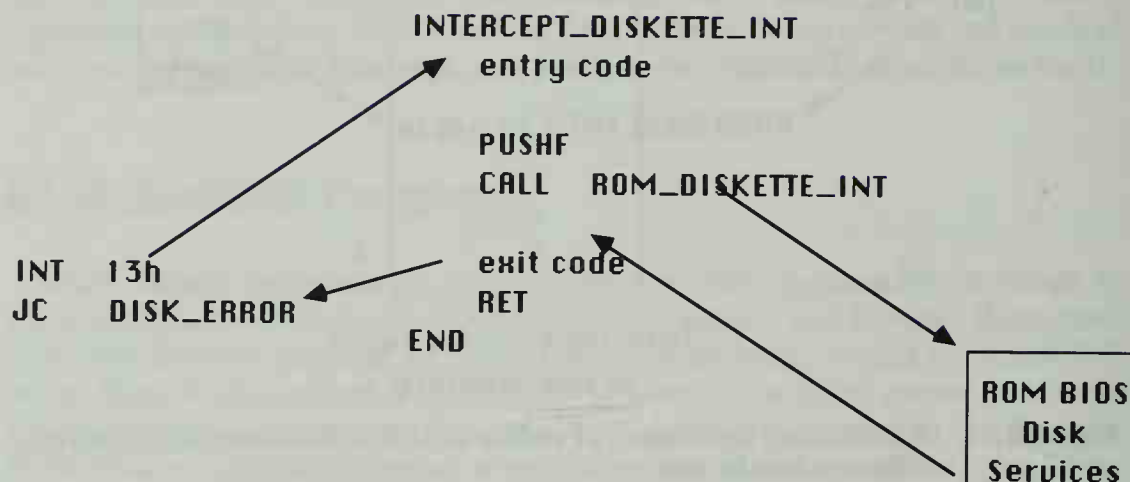 INTERCEPT_DISKETTE_INT
entry code
PUSHF
CALL ROM_DISKETTE_INT
INT 13h
JC DISK_ERROR
exit code
RET
END
ROM BIOS
Disk
Services